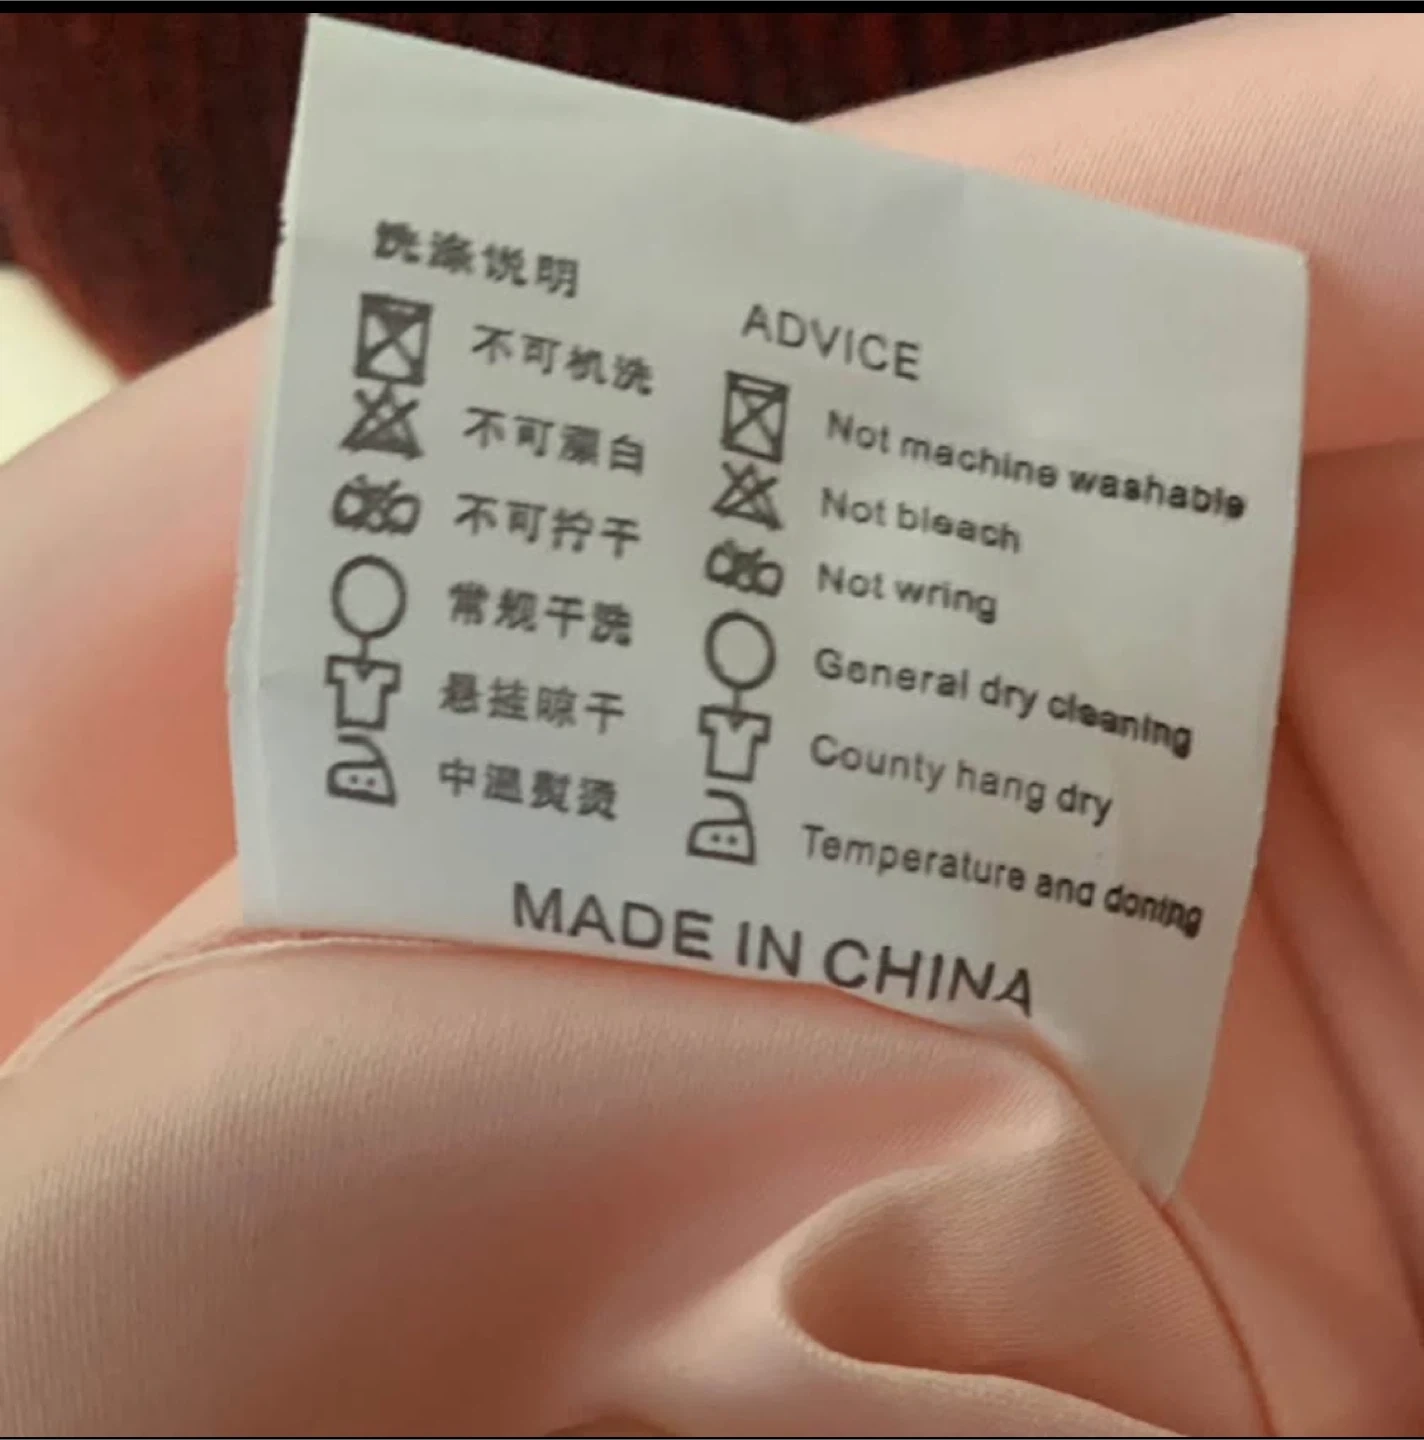 洗涤说明
不可机洗
不可漂白
不可拧干
常规干洗
悬挂晾干
中温熨烫
ADVICE
Not machine washable
Not bleach
Not wring
General dry cleaning
County hang dry
Temperature and doning
MADE IN CHINA